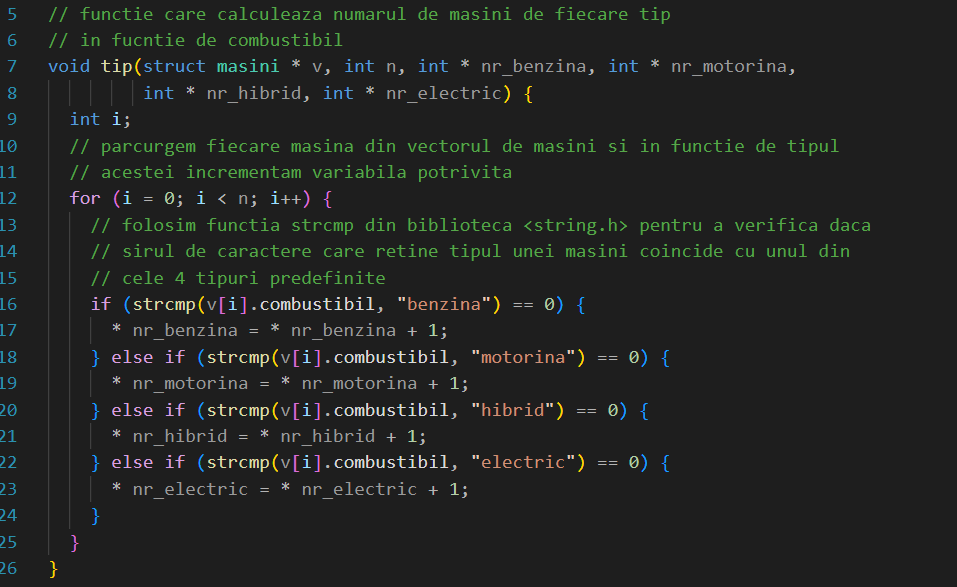 5 // functie care calculeaza numarul de masini de fiecare tip
6 // in fucntie de combustibil
7 void tip(struct masini * v, int n, int * nr_benzina, int * nr_motorina,
8 int * nr_hibrid, int * nr_electric) {
9 int i;
10 // parcurgem fiecare masina din vectorul de masini si in functie de tipul
11 // acestei incrementam variabila potrivita
12 for (i = 0; i < n; i++) {
13 // folosim functia strcmp din biblioteca <string.h> pentru a verifica daca
14 // sirul de caractere care retine tipul unei masini coincide cu unul din
15 // cele 4 tipuri predefinite
16 if (strcmp(v[i].combustibil, "benzina") == 0) {
17 * nr_benzina = * nr_benzina + 1;
18 } else if (strcmp(v[i].combustibil, "motorina") == 0) {
19 * nr_motorina = * nr_motorina + 1;
20 } else if (strcmp(v[i].combustibil, "hibrid") == 0) {
21 * nr_hibrid = * nr_hibrid + 1;
22 } else if (strcmp(v[i].combustibil, "electric") == 0) {
23 * nr_electric = * nr_electric + 1;
24 }
25 }
26 }